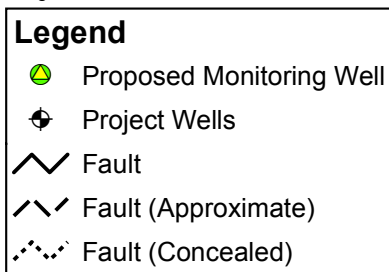 Legend
Proposed Monitoring Well
Project Wells
Fault
Fault (Approximate)
Fault (Concealed)